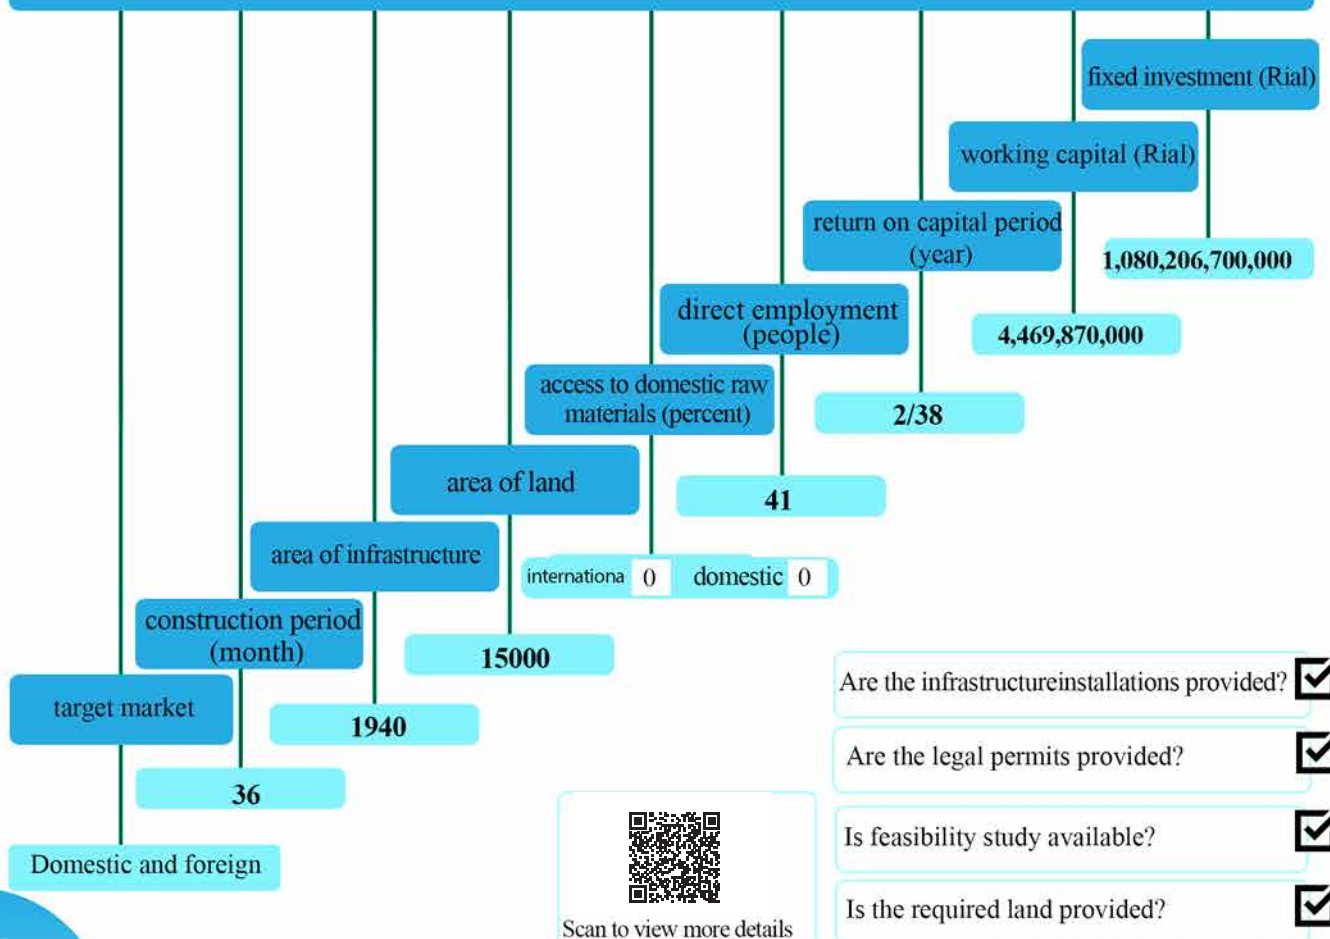 fixed investment (Rial)
1,080,206,700,000
working capital (Rial)
4,469,870,000
return on capital period
(year)
2/38
direct employment
(people)
41
access to domestic raw
materials (percent)
internationa 0 domestic 0
area of land
15000
area of infrastructure
1940
construction period
(month)
36
target market
Domestic and foreign
Are the infrastructureinstallations provided?
Are the legal permits provided?
Is feasibility study available?
Is the required land provided?
Scan to view more details